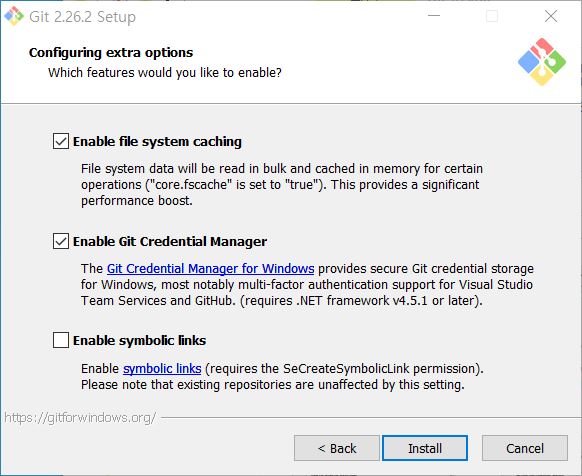 Git 2.26.2 Setup
Configuring extra options
Which features would you like to enable?
Enable file system caching
File system data will be read in bulk and cached in memory for certain
operations ("core.fscache" is set to "true"). This provides a significant
performance boost.
Enable Git Credential Manager
The Git Credential Manager for Windows provides secure Git credential storage
for Windows, most notably multi-factor authentication support for Visual Studio
Team Services and GitHub. (requires .NET framework v4.5.1 or later).
Enable symbolic links
Enable symbolic links (requires the SeCreateSymbolicLink permission).
Please note that existing repositories are unaffected by this setting.
https://gitforwindows.org/
< Back
Install
Cancel